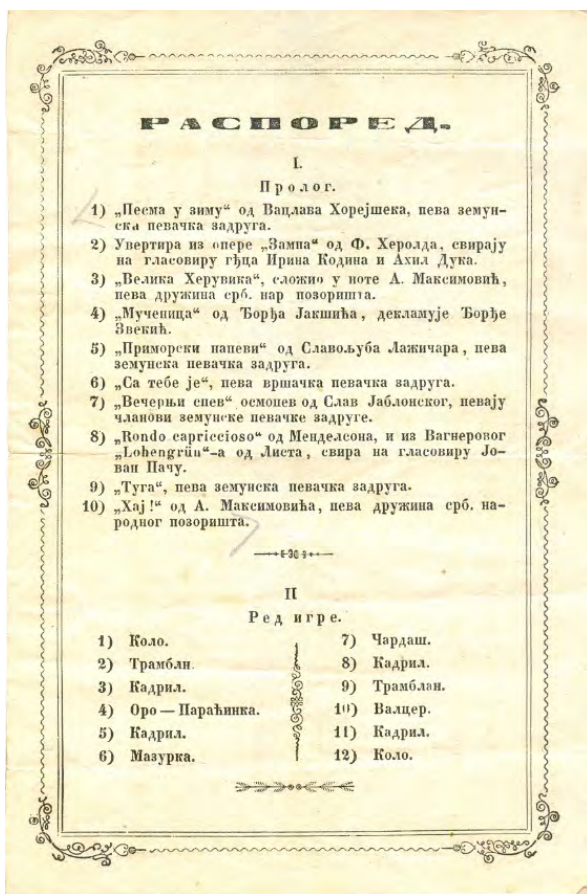 РАСПОРЕД.
I.
Пролог.
1) „Песма у зиму“ од Вацлава Хорејшека, пева земун-
ска певачка задруга.
2) Увертира из опере „Зампа“ од Ф. Херолда, свирају
на гласовиру гђца Ирина Кодина и Ахил Дука.
3) „Велика Херувика“, сложио у ноте А. Максимовић,
пева дружина срб. нар позоришта.
4) „Мученица“ од Ђорђа Јакшића, декламује Ђорђе
Звекић.
5) „Приморски напеви“ од Славољуба Лажичара, пева
земунска певачка задруга.
6) „Са тебе је“, пева вршачка певачка задруга.
7) „Вечерњи спев“ осмопев од Слав Јаблонског, певају
чланови земунске певачке задруге.
8) „Rondo capriccioso“ од Менделсона, и из Вагнеровог
„Lohengrün“-а од Листа, свира на гласовиру Јо-
ван Пачу.
9) „Туга“, пева земунска певачка задруга.
10) „Хај!“ од А. Максимовића, пева дружина срб. на-
родног позоришта.
II
Ред игре.
1) Коло.
2) Трамбли.
3) Кадрил.
4) Оро — Параћинка.
5) Кадрил.
6) Мазурка.
7) Чардаш.
8) Кадрил.
9) Трамблан.
10) Валцер.
11) Кадрил.
12) Коло.